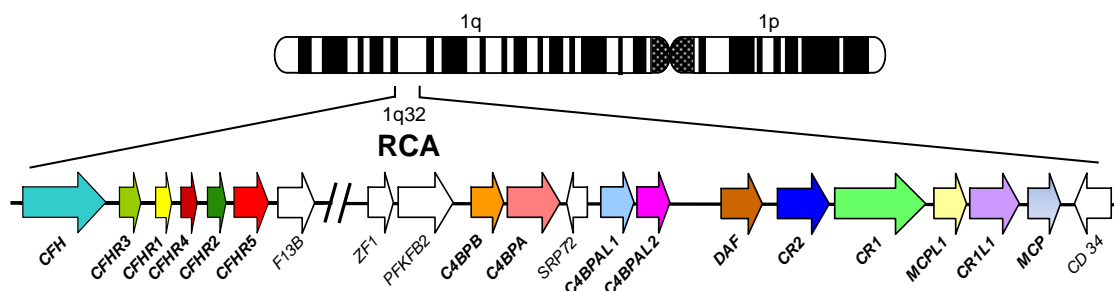 1q 1p
1q32
RCA
CFH
CFHR3
CFHR1
CFHR4
CFHR2
CFHR5
F13B
ZF1
PFKFB2
C4BPB
C4BPA
SRP72
C4BPAL1
C4BPAL2
DAF
CR2
CR1
MCPL1
CR1L1
MCP
CD 34